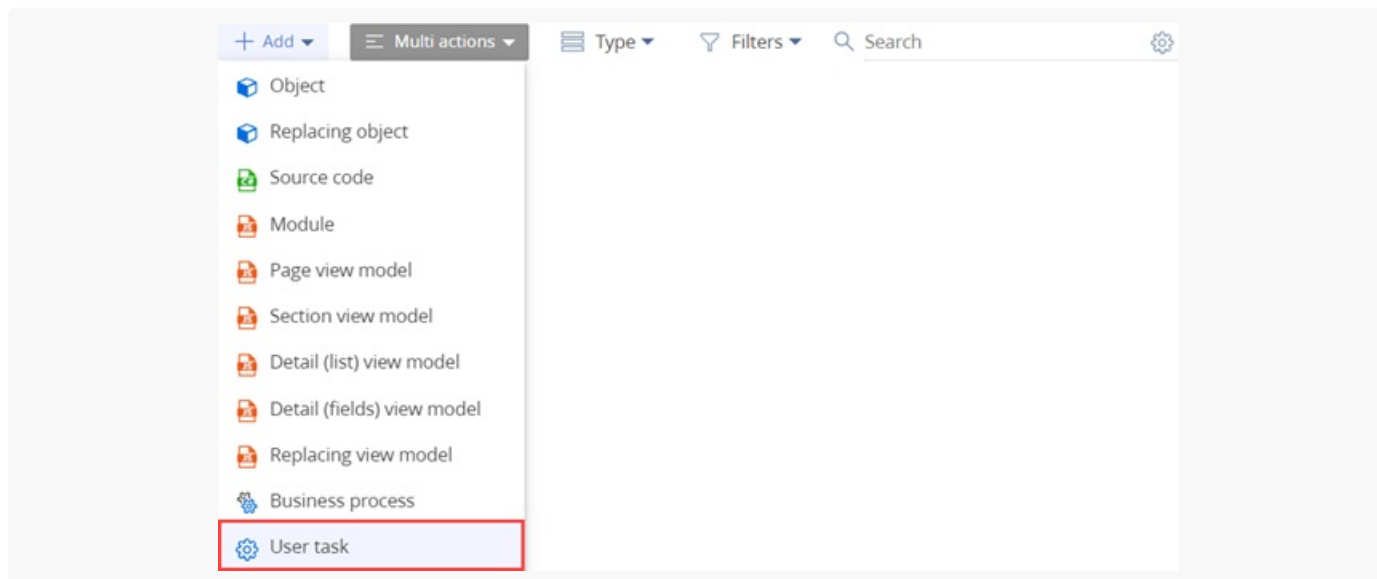 Add Multi actions Type Filters Search
Object
Replacing object
Source code
Module
Page view model
Section view model
Detail (list) view model
Detail (fields) view model
Replacing view model
Business process
User task